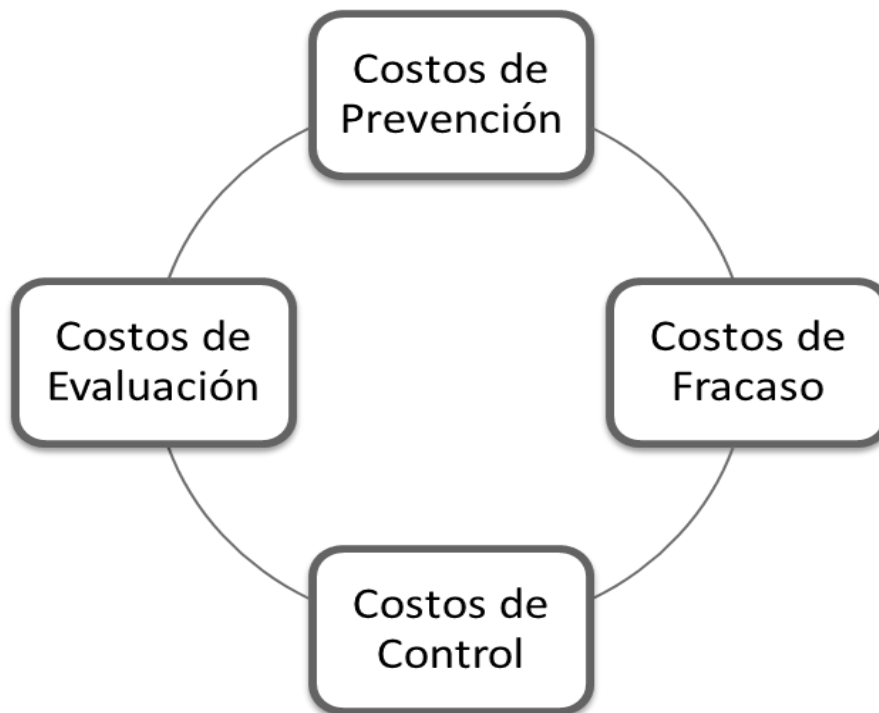 Costos de
Prevención
Costos de
Evaluación
Costos de
Fracaso
Costos de
Control